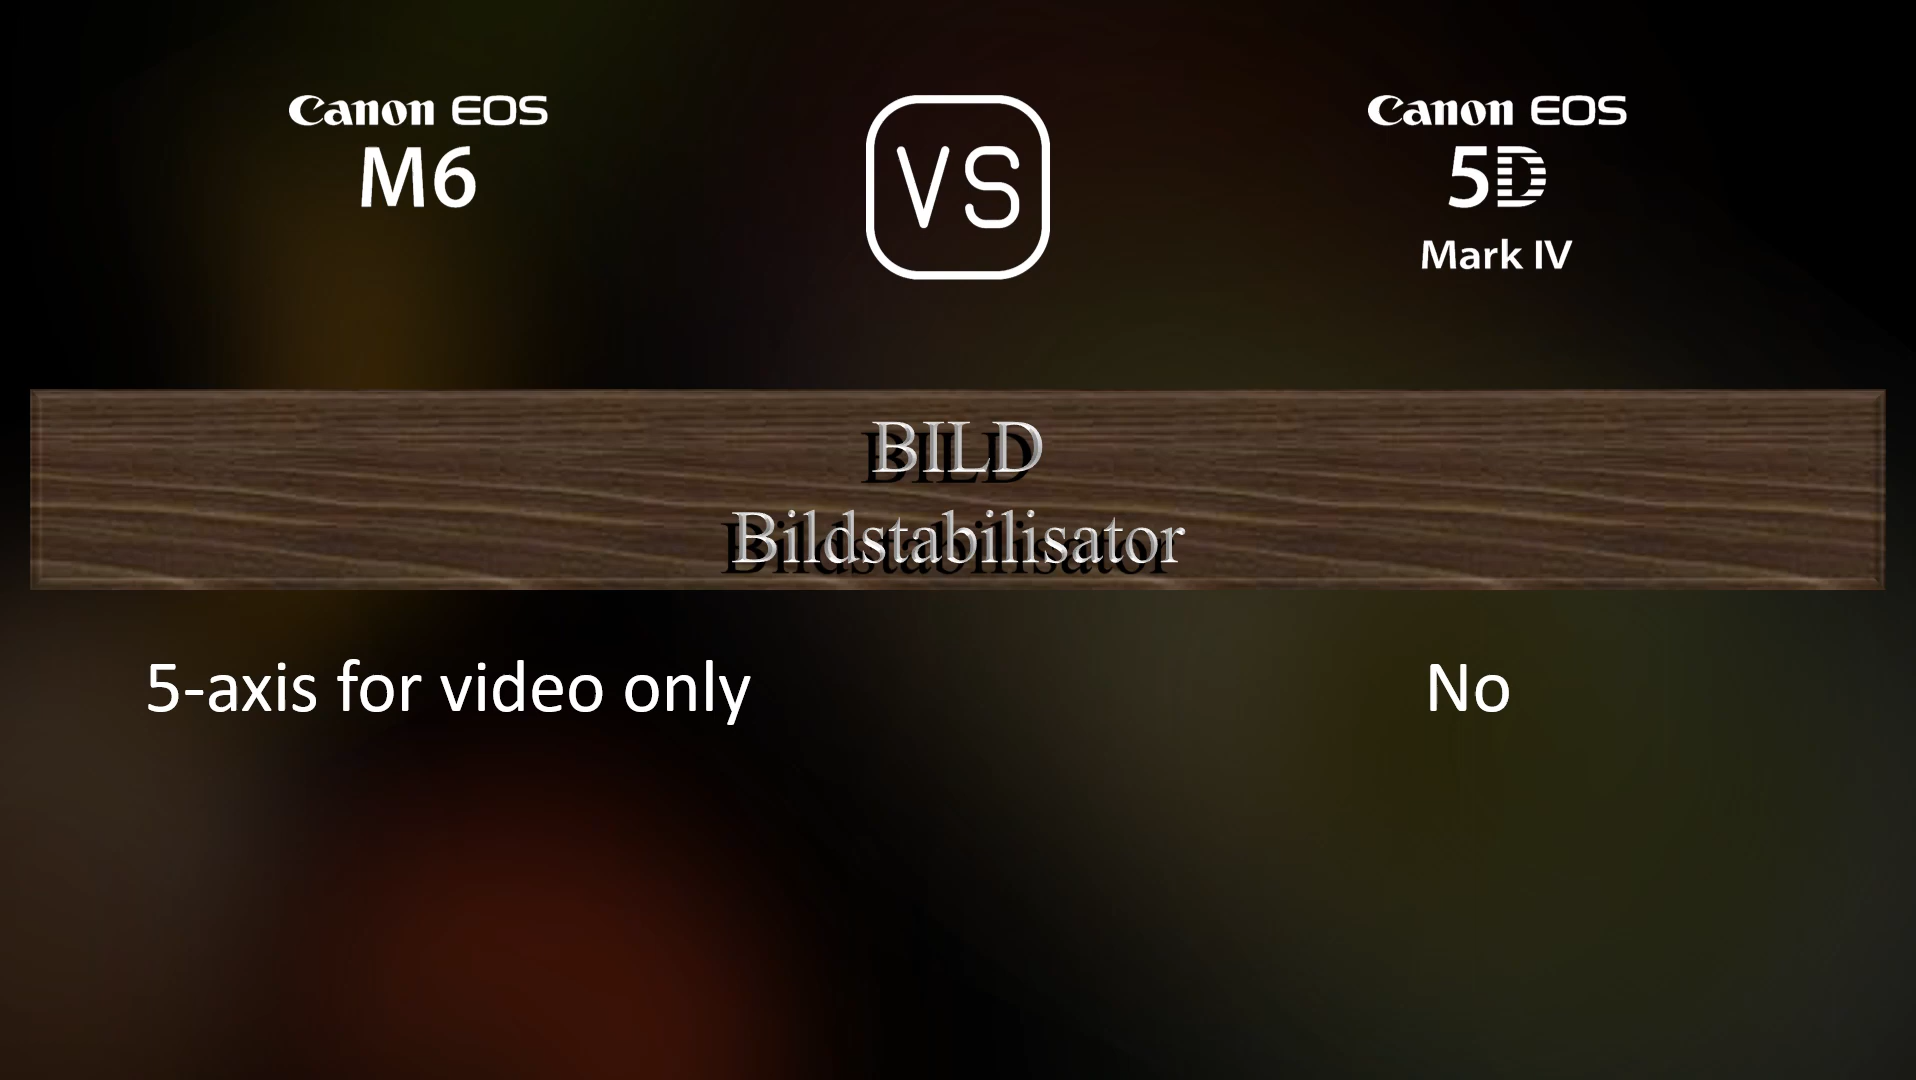 Canon EOS
M6
VS
Canon EOS
5D
Mark IV
BILD
Bildstabilisator
5-axis for video only
No